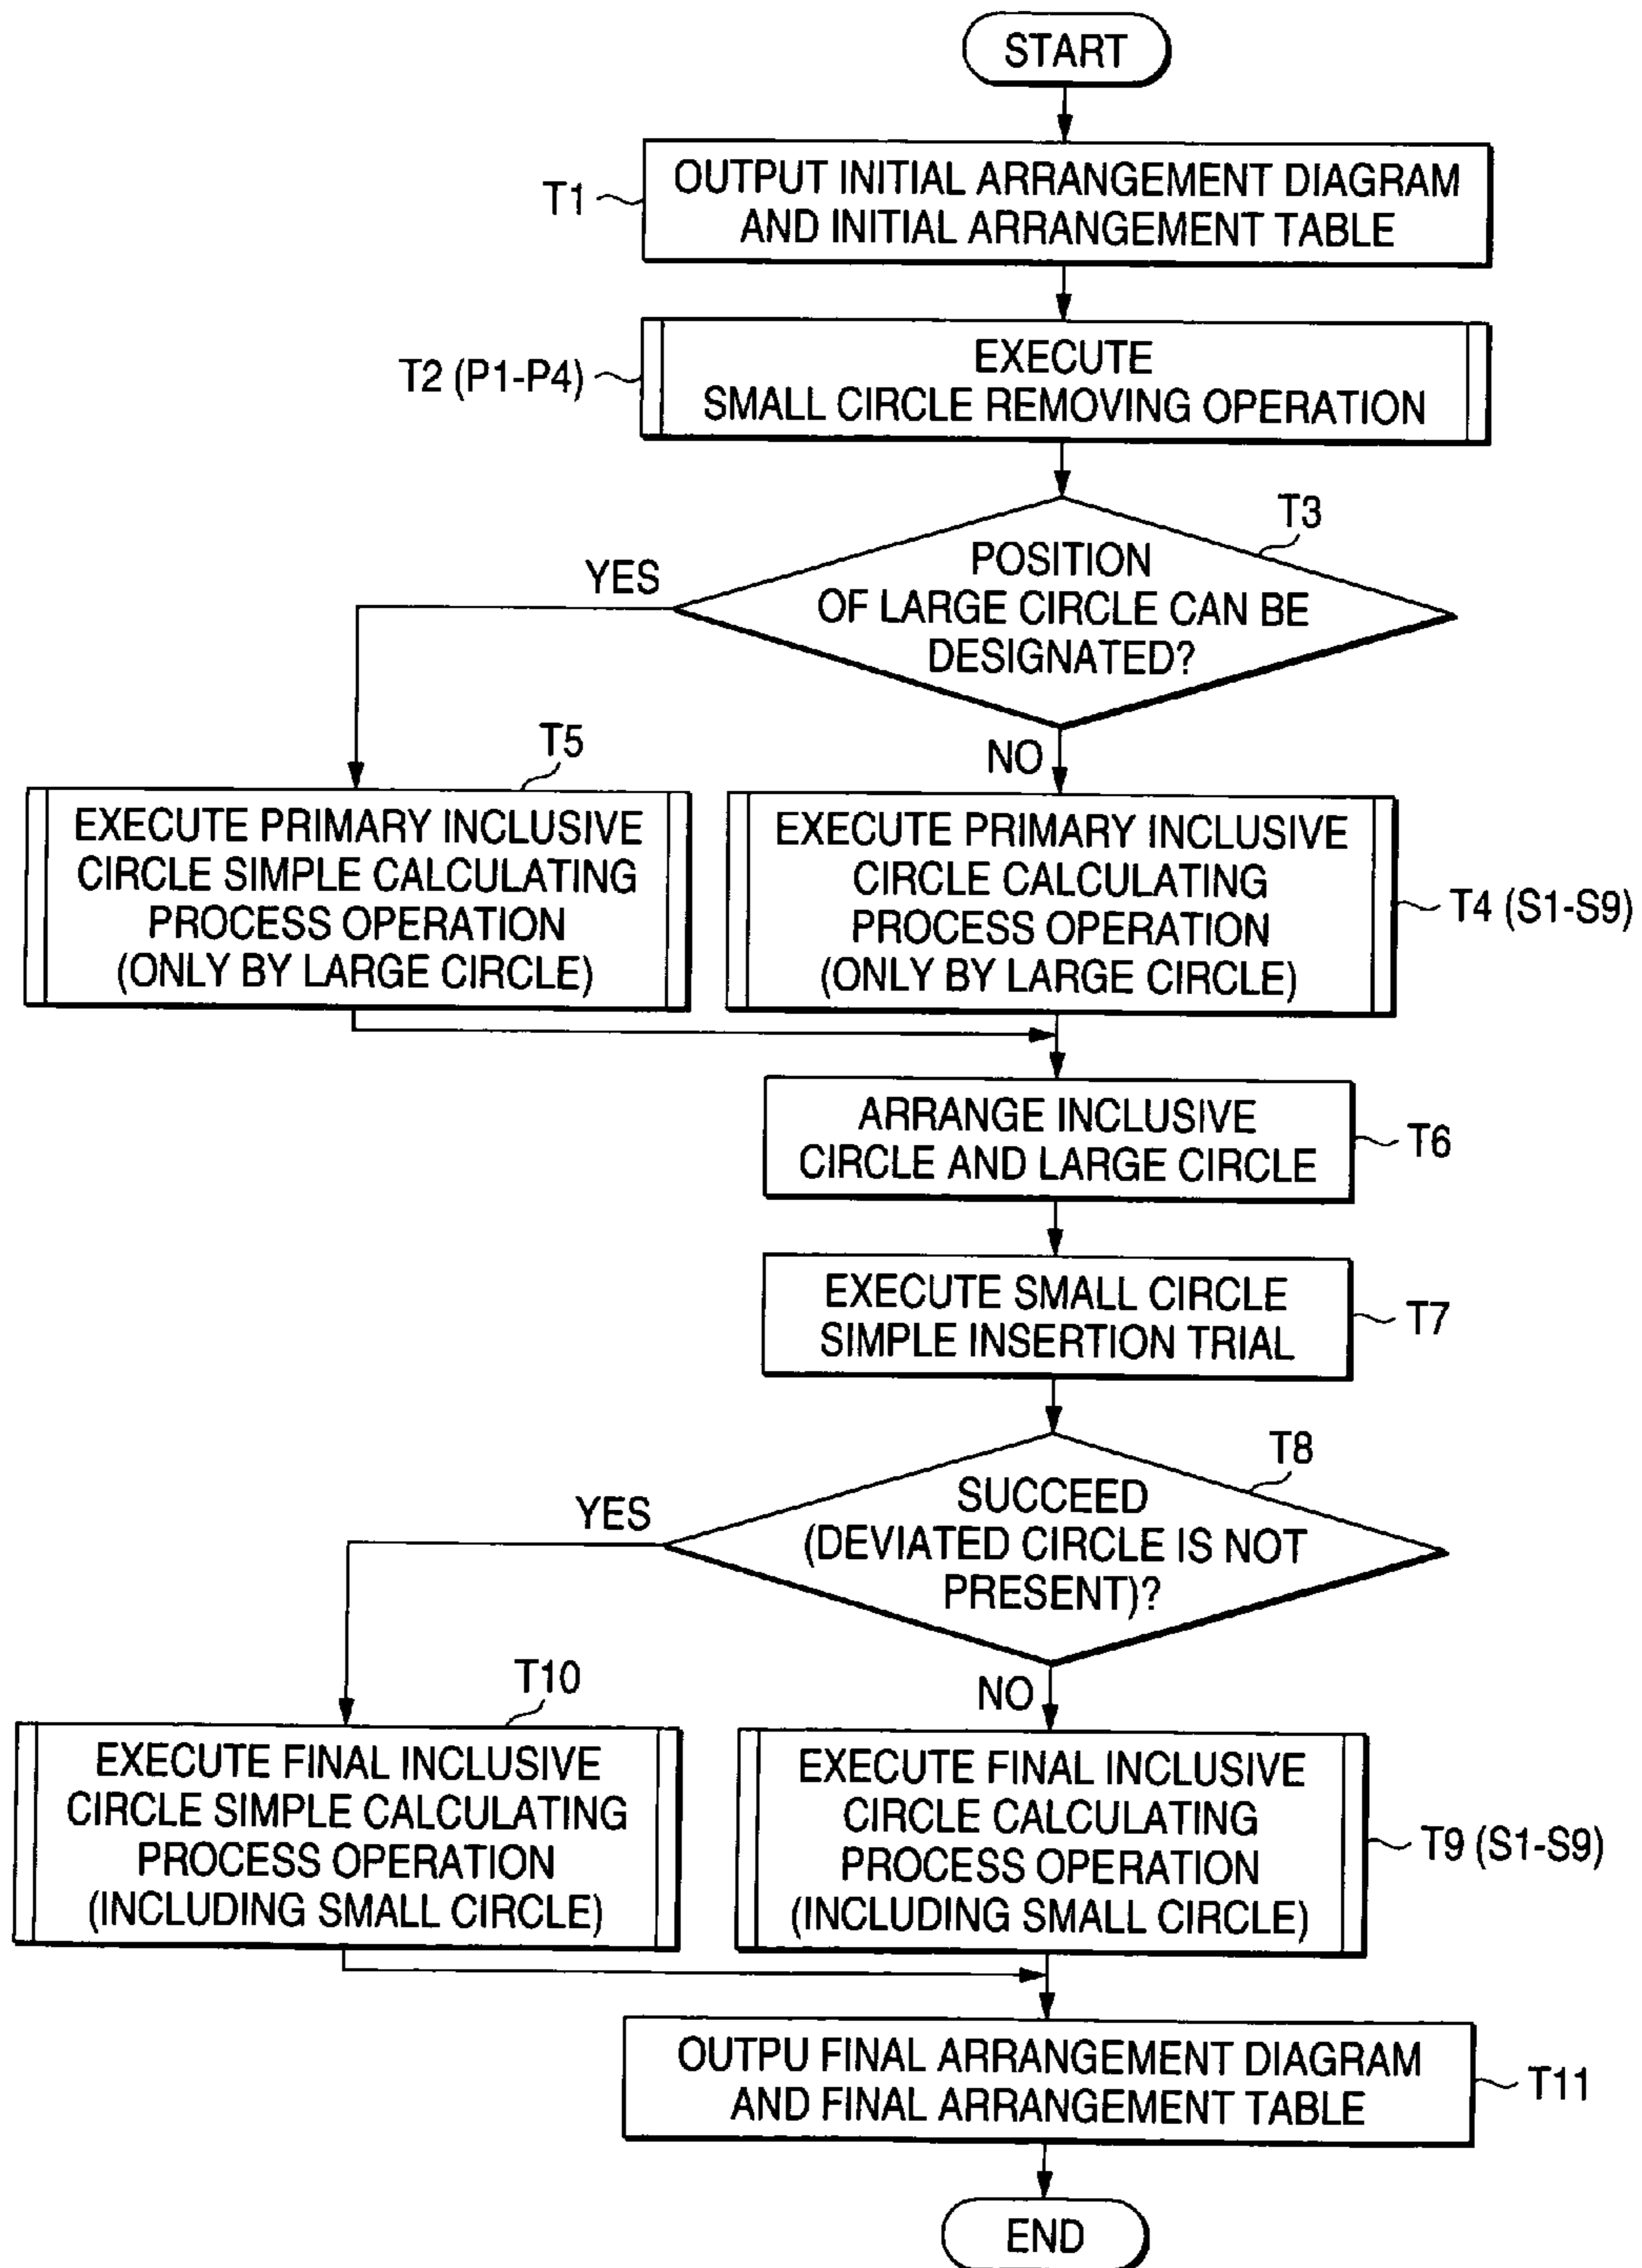 START
T1
OUTPUT INITIAL ARRANGEMENT DIAGRAM
AND INITIAL ARRANGEMENT TABLE
T2 (P1-P4)
EXECUTE
SMALL CIRCLE REMOVING OPERATION
T3
POSITION
OF LARGE CIRCLE CAN BE
DESIGNATED?
YES
NO
T5
EXECUTE PRIMARY INCLUSIVE
CIRCLE SIMPLE CALCULATING
PROCESS OPERATION
(ONLY BY LARGE CIRCLE)
EXECUTE PRIMARY INCLUSIVE
CIRCLE CALCULATING
PROCESS OPERATION
(ONLY BY LARGE CIRCLE)
T4 (S1-S9)
ARRANGE INCLUSIVE
CIRCLE AND LARGE CIRCLE
T6
EXECUTE SMALL CIRCLE
SIMPLE INSERTION TRIAL
T7
T8
SUCCEED
(DEVIATED CIRCLE IS NOT
PRESENT)?
YES
NO
T10
EXECUTE FINAL INCLUSIVE
CIRCLE SIMPLE CALCULATING
PROCESS OPERATION
(INCLUDING SMALL CIRCLE)
EXECUTE FINAL INCLUSIVE
CIRCLE CALCULATING
PROCESS OPERATION
(INCLUDING SMALL CIRCLE)
T9 (S1-S9)
OUTPU FINAL ARRANGEMENT DIAGRAM
AND FINAL ARRANGEMENT TABLE
T11
END